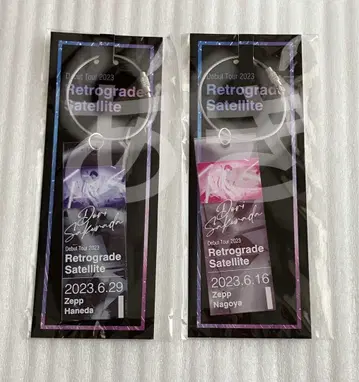 Debut Tour 2023
Retrograde
Satellite
Dori
Sakurada
Debut Tour 2023
Retrograde
Satellite
2023.6.29
Zepp
Haneda
Debut Tour 2023
Retrograde
Satellite
Dori
Sakurada
Debut Tour 2023
Retrograde
Satellite
2023.6.16
Zepp
Nagoya